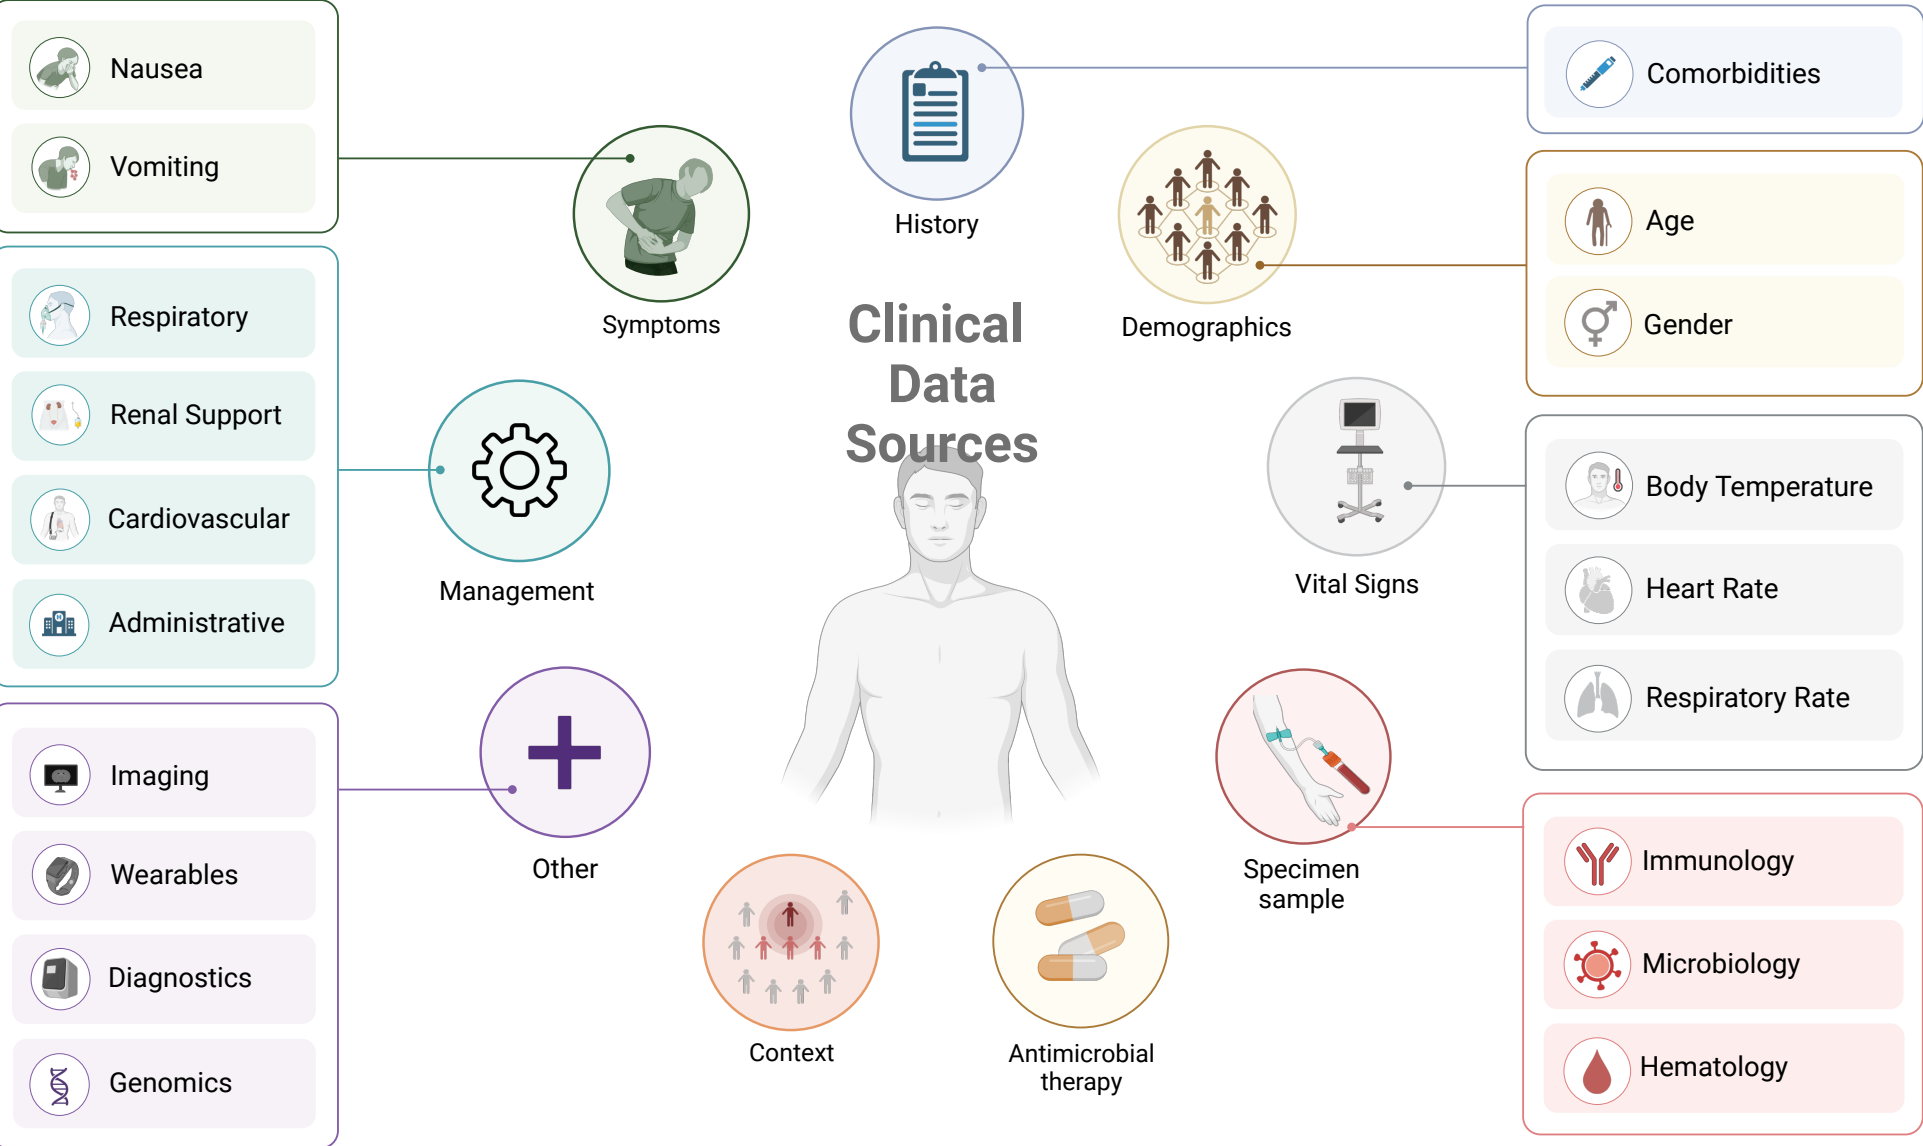 Nausea
Vomiting
Respiratory
Renal Support
Cardiovascular
Administrative
Imaging
Wearables
Diagnostics
Genomics
Symptoms
Management
Other
History
Clinical
Data
Sources
Context
Antimicrobial
therapy
Demographics
Vital Signs
Specimen
sample
Comorbidities
Age
Gender
Body Temperature
Heart Rate
Respiratory Rate
Immunology
Microbiology
Hematology